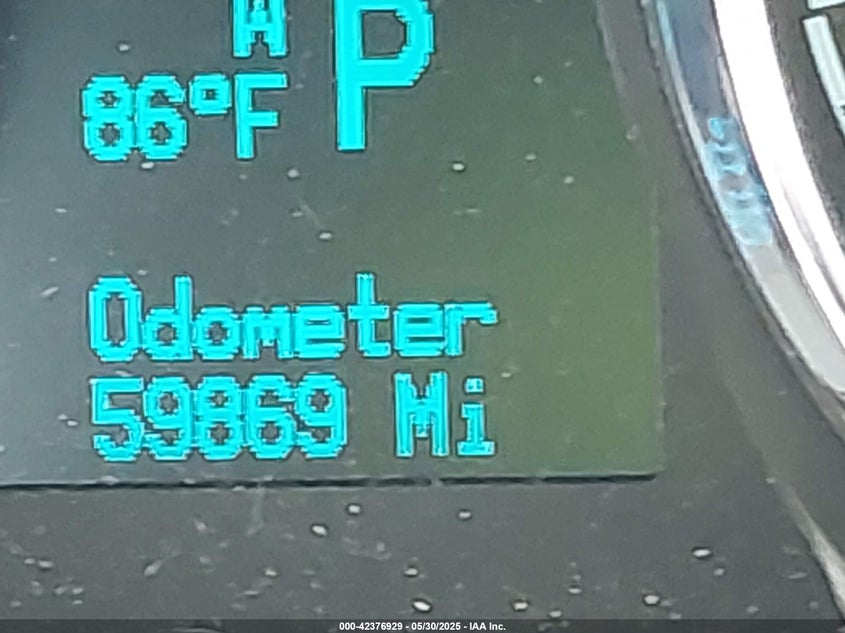 W P
86°F
Odometer
59869 Mi
000-42376929 - 05/30/2025 - IAA Inc.